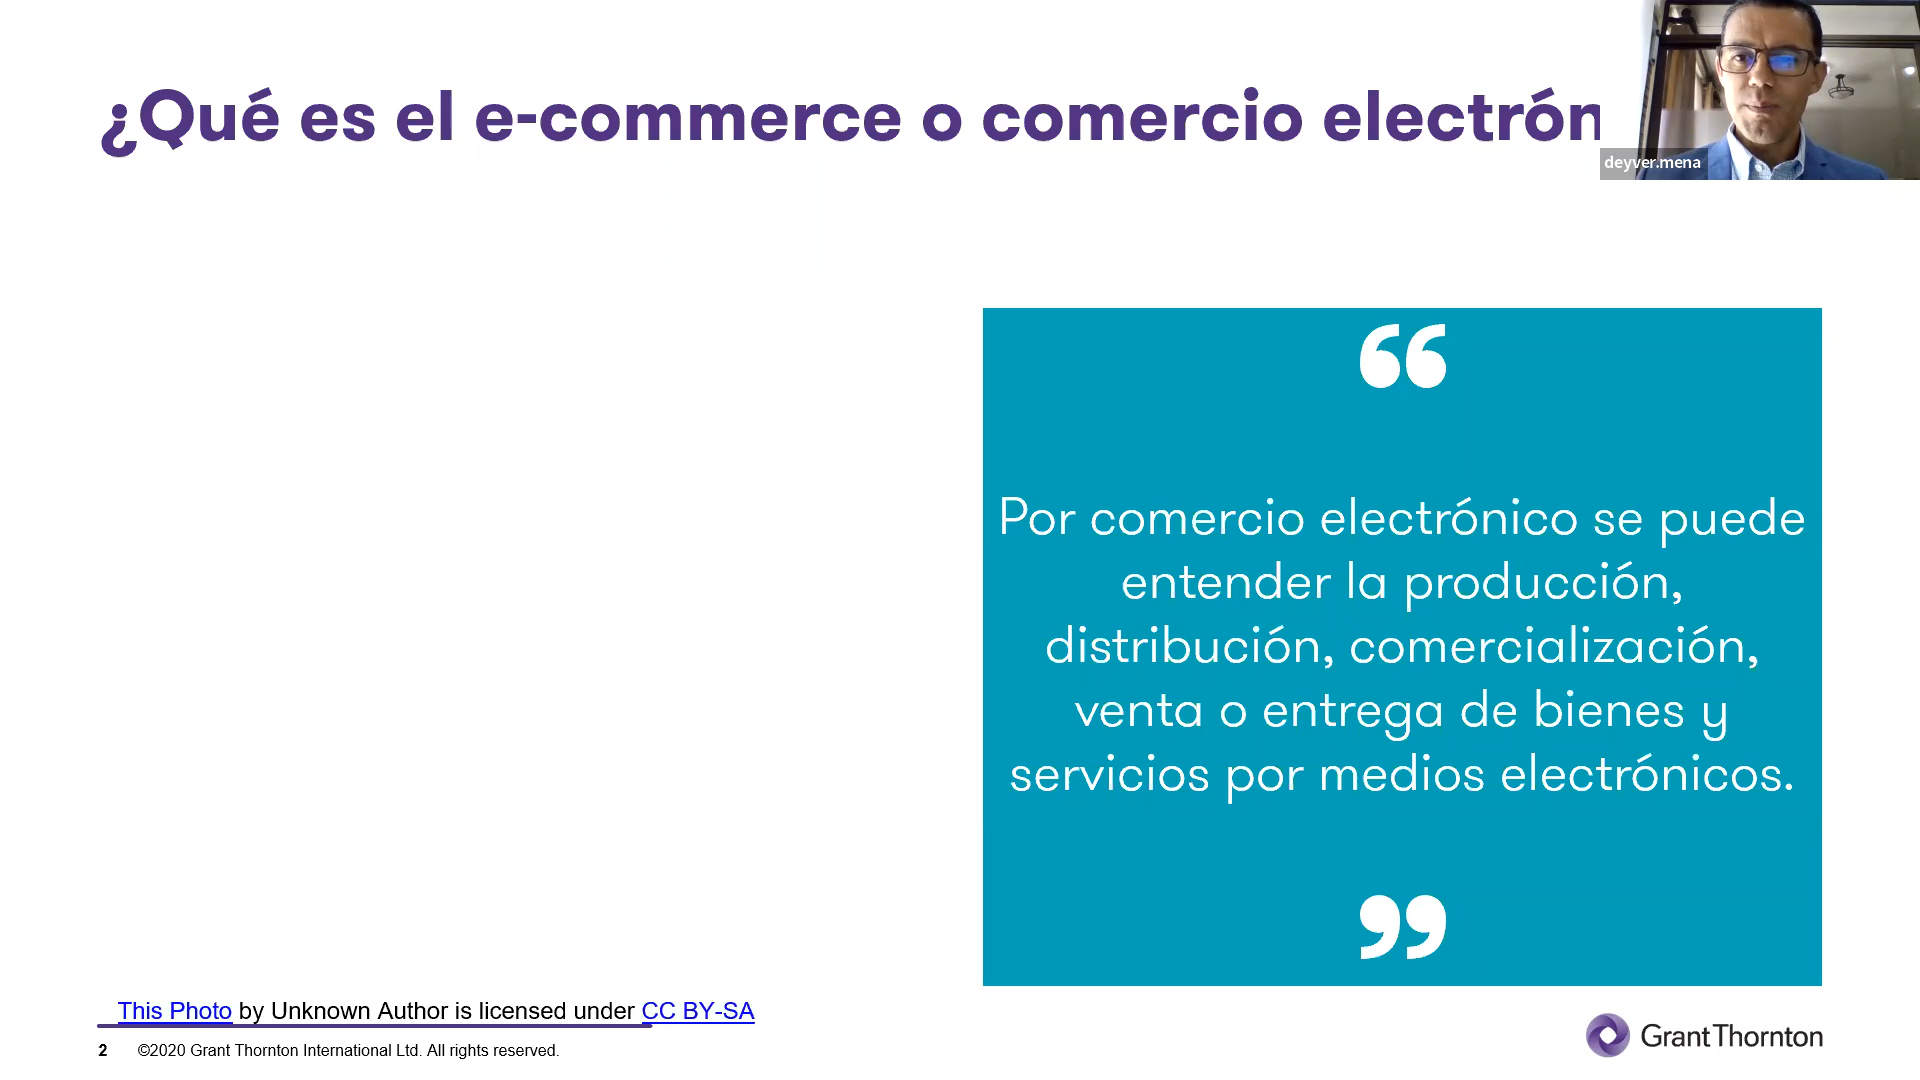 ¿Qué es el e-commerce o comercio electrón
deyver.mena
“
Por comercio electrónico se puede
entender la producción,
distribución, comercialización,
venta o entrega de bienes y
servicios por medios electrónicos.
”
This Photo by Unknown Author is licensed under CC BY-SA
2 ©2020 Grant Thornton International Ltd. All rights reserved.
Grant Thornton